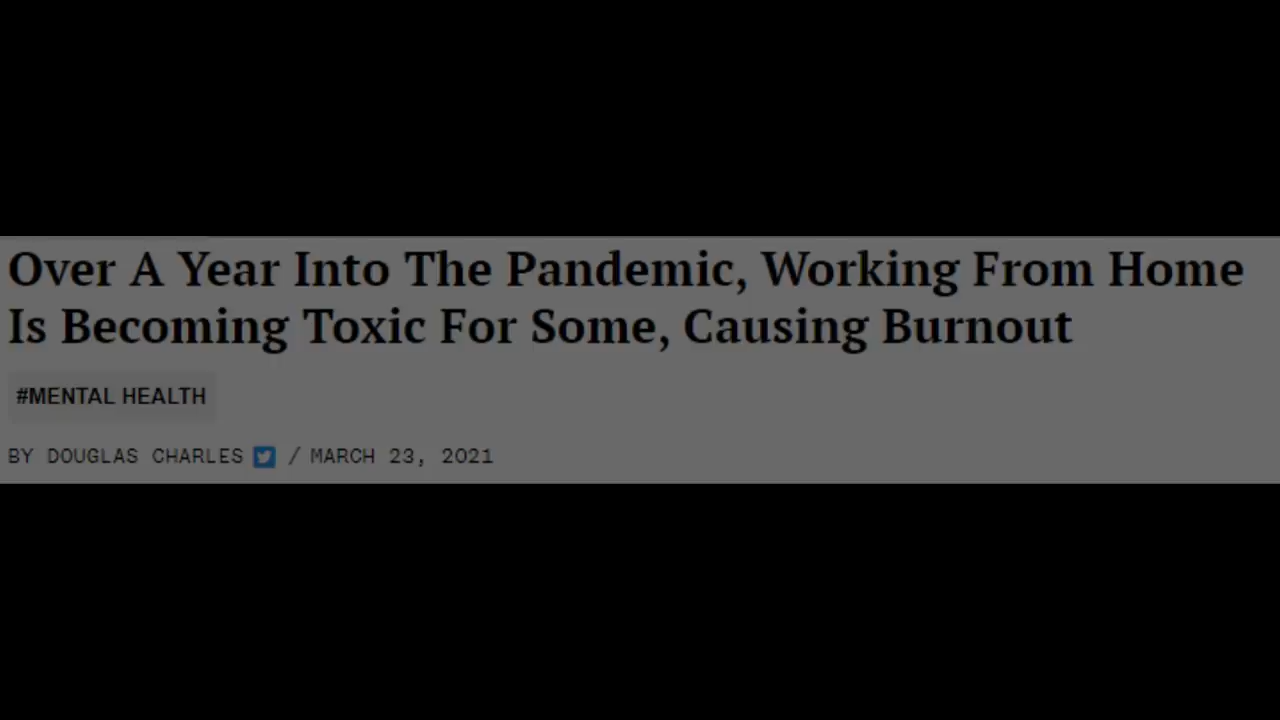 Over A Year Into The Pandemic, Working From Home
Is Becoming Toxic For Some, Causing Burnout
#MENTAL HEALTH
BY DOUGLAS CHARLES / MARCH 23, 2021